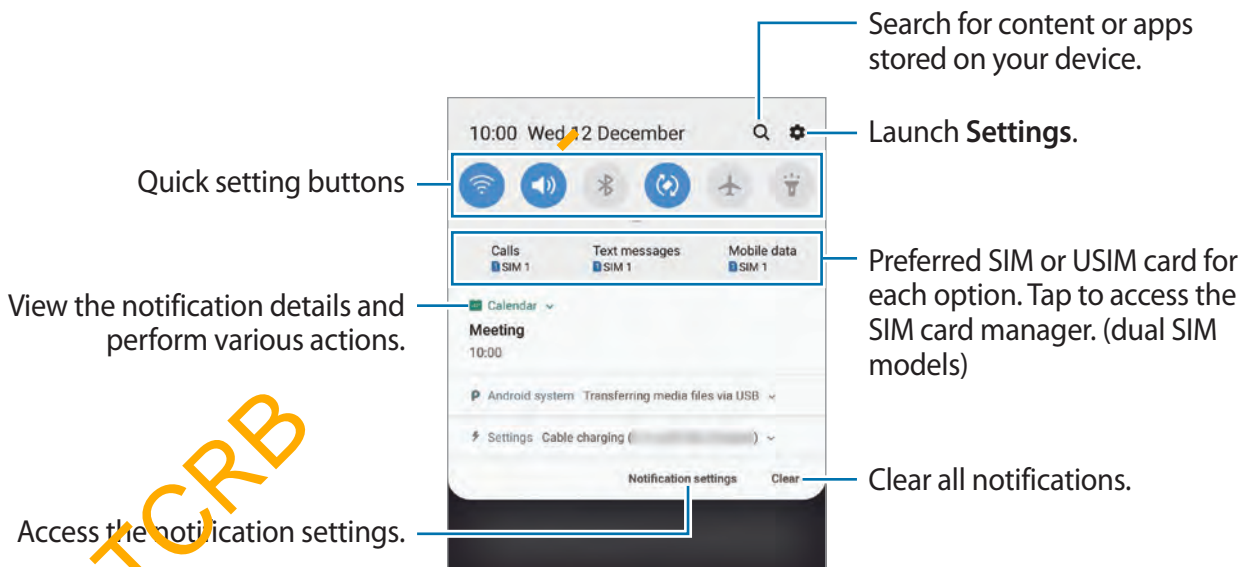 Search for content or apps
stored on your device.
10:00 Wed 12 December
Launch Settings.
Quick setting buttons
Calls Text messages Mobile data
SIM 1 SIM 1 SIM 1
Preferred SIM or USIM card for
each option. Tap to access the
SIM card manager. (dual SIM
models)
View the notification details and
perform various actions.
Calendar
Meeting
10:00
Android system Transferring media files via USB
Settings Cable charging ( )
Notification settings Clear
Clear all notifications.
Access the notification settings.
TCRB